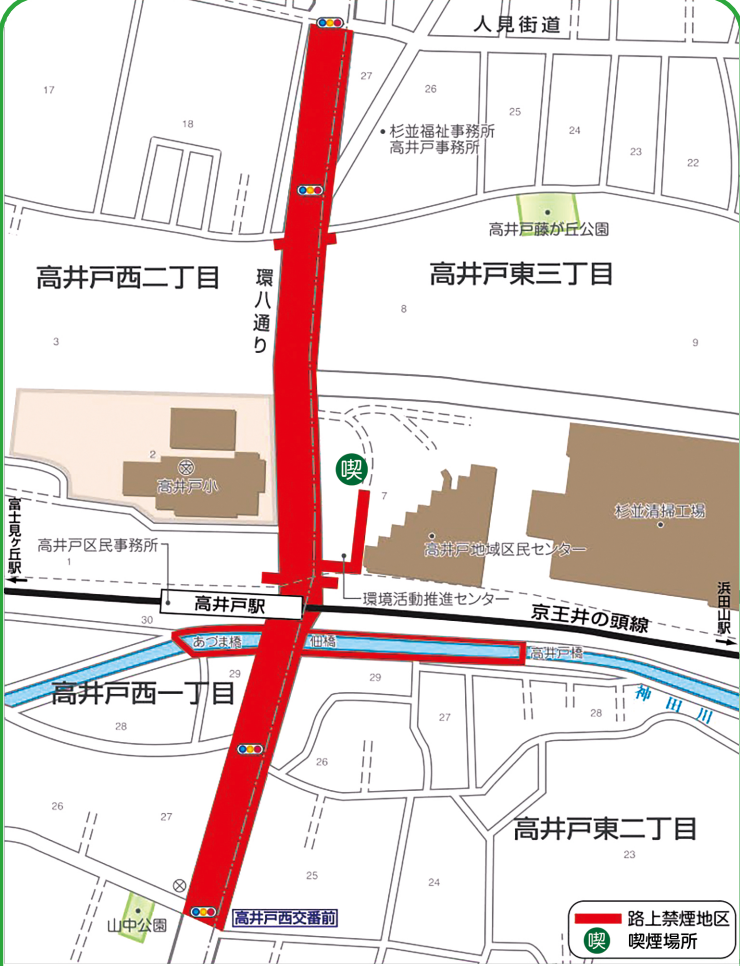 人見街道
27
26
17
25
18
24
杉並福祉事務所
高井戸事務所
23
22
高井戸藤が丘公園
高井戸西二丁目
環八通り
高井戸東三丁目
8
3
9
2
喫
高井戸小
7
富士見ヶ丘駅
杉並清掃工場
高井戸区民事務所
1
高井戸地域区民センター
環境活動推進センター
浜田山駅
高井戸駅
京王井の頭線
30
あづま橋
佃橋
高井戸橋
29
29
高井戸西一丁目
神田川
28
27
28
26
26
27
高井戸東二丁目
23
25
24
山中公園
高井戸西交番前
路上禁煙地区
喫 喫煙場所